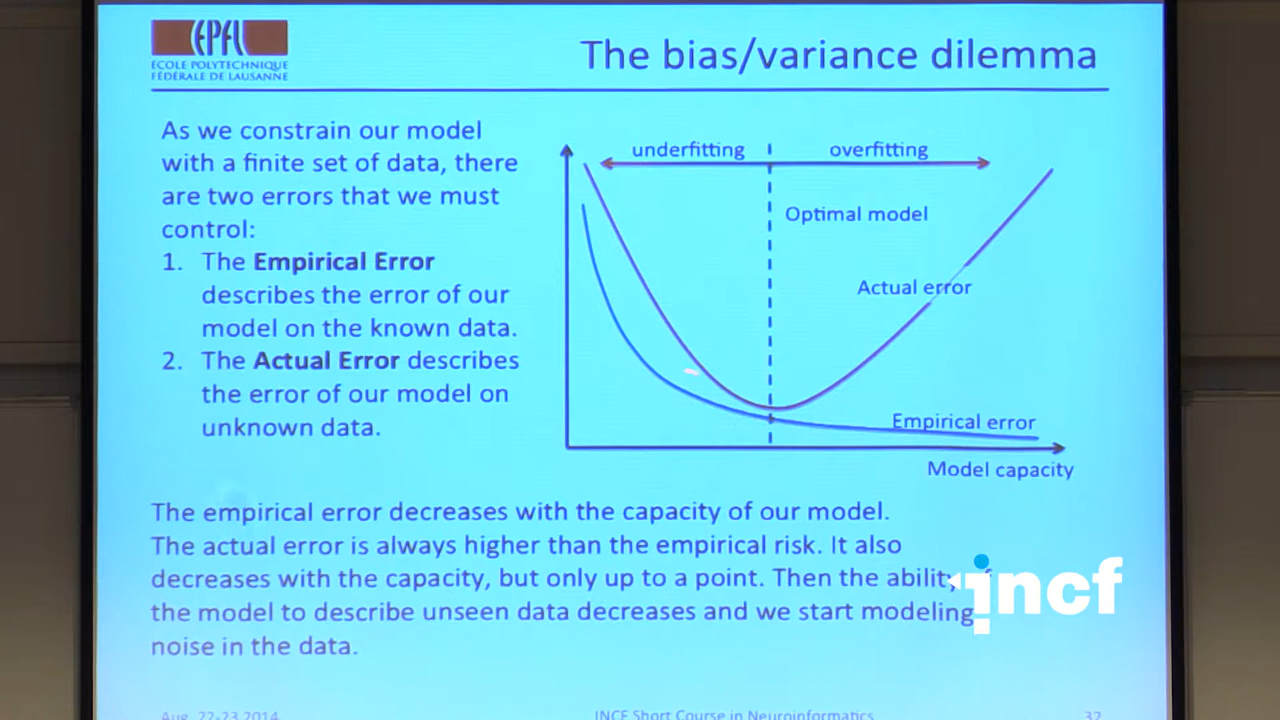 EPFL
ÉCOLE POLYTECHNIQUE
FÉDÉRALE DE LAUSANNE
The bias/variance dilemma
As we constrain our model
with a finite set of data, there
are two errors that we must
control:
1. The Empirical Error
describes the error of our
model on the known data.
2. The Actual Error describes
the error of our model on
unknown data.
underfitting
overfitting
Optimal model
Actual error
Empirical error
Model capacity
The empirical error decreases with the capacity of our model.
The actual error is always higher than the empirical risk. It also
decreases with the capacity, but only up to a point. Then the ability of
the model to describe unseen data decreases and we start modeling
noise in the data.
incf
Aug. 22-23 2014
INCF Short Course in Neuroinformatics
32